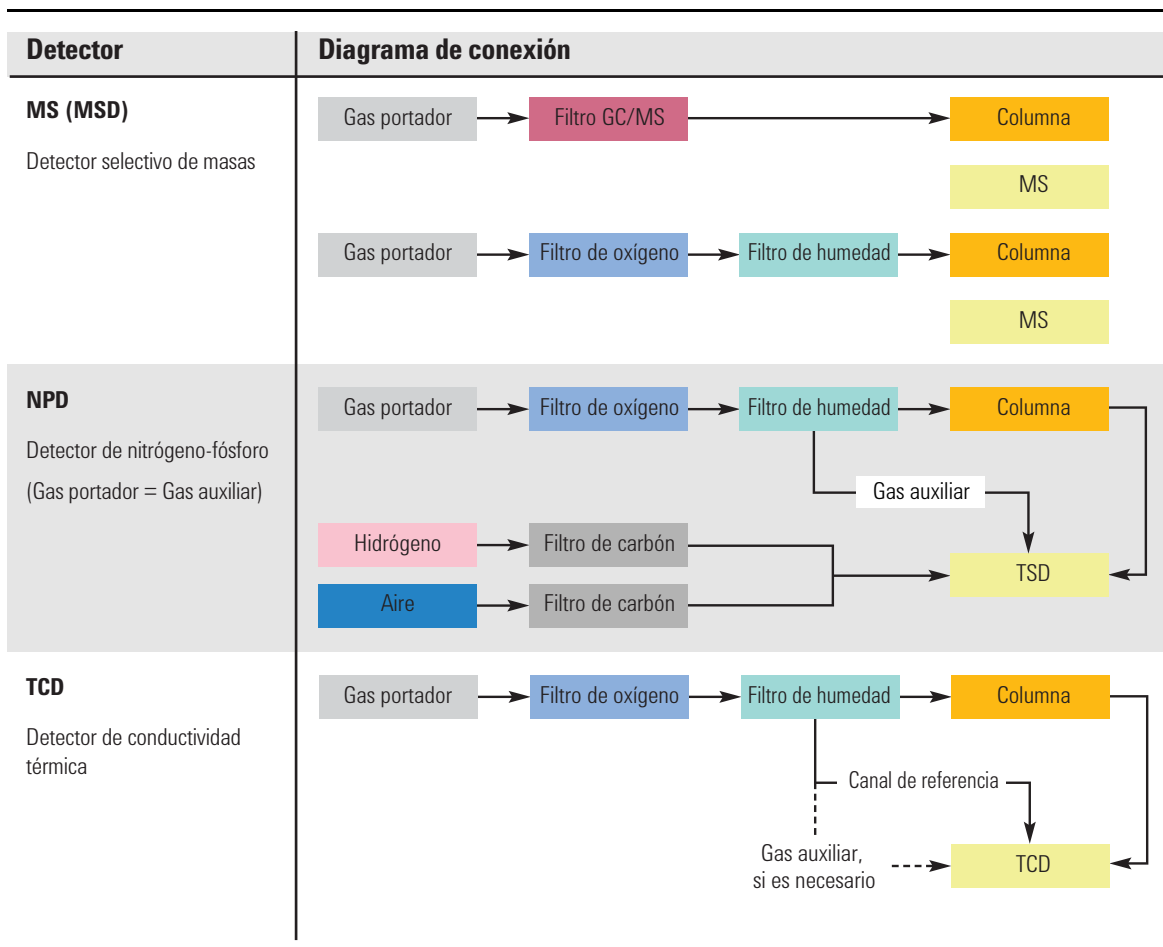 Detector
Diagrama de conexión
MS (MSD)
Detector selectivo de masas
Gas portador
Filtro GC/MS
Columna
MS
Gas portador
Filtro de oxígeno
Filtro de humedad
Columna
MS
NPD
Detector de nitrógeno-fósforo
(Gas portador = Gas auxiliar)
Gas portador
Filtro de oxígeno
Filtro de humedad
Columna
Gas auxiliar
Hidrógeno
Filtro de carbón
TSD
Aire
Filtro de carbón
TCD
Detector de conductividad
térmica
Gas portador
Filtro de oxígeno
Filtro de humedad
Columna
Canal de referencia
Gas auxiliar,
si es necesario
TCD